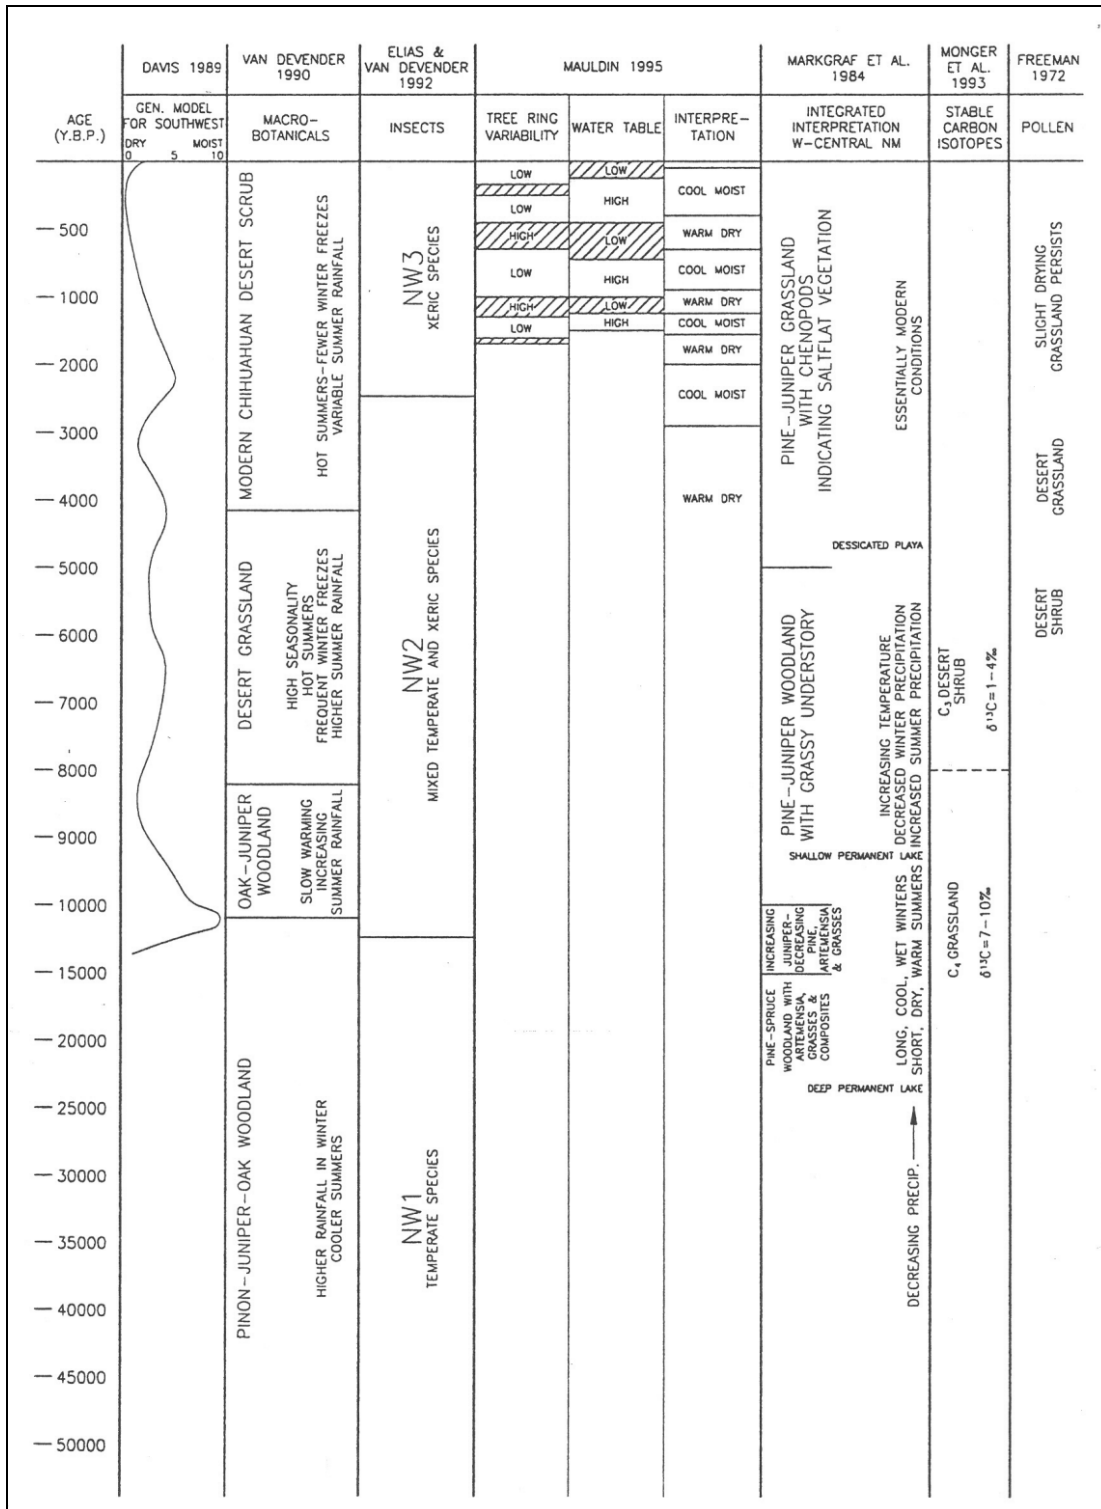 DAVIS 1989
VAN DEVENDER
1990
ELIAS &
VAN DEVENDER
1992
MAULDIN 1995
MARKGRAF ET AL.
1984
MONGER
ET AL.
1993
FREEMAN
1972
AGE
(Y.B.P.)
GEN. MODEL
FOR SOUTHWEST
DRY MOIST
0 5 10
MACRO-
BOTANICALS
INSECTS
TREE RING
VARIABILITY
WATER TABLE
INTERPRE-
TATION
INTEGRATED
INTERPRETATION
W-CENTRAL NM
STABLE
CARBON
ISOTOPES
POLLEN
500
1000
2000
3000
4000
5000
6000
7000
8000
9000
10000
15000
20000
25000
30000
35000
40000
45000
50000
MODERN CHIHUAHUAN DESERT SCRUB
HOT SUMMERS-FEWER WINTER FREEZES
VARIABLE SUMMER RAINFALL
DESERT GRASSLAND
HIGH SEASONALITY
HOT SUMMERS
FREQUENT WINTER FREEZES
HIGHER SUMMER RAINFALL
OAK-JUNIPER
WOODLAND
SLOW WARMING
INCREASING
SUMMER RAINFALL
PINON-JUNIPER-OAK WOODLAND
HIGHER RAINFALL IN WINTER
COOLER SUMMERS
NW3
XERIC SPECIES
NW2
MIXED TEMPERATE AND XERIC SPECIES
NW1
TEMPERATE SPECIES
LOW
LOW
HIGH
LOW
HIGH
LOW
LOW
HIGH
LOW
HIGH
LOW
HIGH
COOL MOIST
WARM DRY
COOL MOIST
WARM DRY
COOL MOIST
WARM DRY
COOL MOIST
WARM DRY
PINE-JUNIPER GRASSLAND
WITH CHENOPODS
INDICATING SALTFLAT VEGETATION
ESSENTIALLY MODERN
CONDITIONS
DESSICATED PLAYA
PINE-JUNIPER WOODLAND
WITH GRASSY UNDERSTORY
INCREASING TEMPERATURE
DECREASED WINTER PRECIPITATION
INCREASED SUMMER PRECIPITATION
SHALLOW PERMANENT LAKE
INCREASING
JUNIPER-
DECREASING
PINE,
ARTEMENSIA
& GRASSES
PINE-SPRUCE
WOODLAND WITH
ARTEMENSIA,
GRASSES &
COMPOSITES
LONG, COOL, WET WINTERS
SHORT, DRY, WARM SUMMERS
DEEP PERMANENT LAKE
DECREASING PRECIP.
C₃ DESERT
SHRUB
δ¹³C=1-4‰
C₄ GRASSLAND
δ¹³C=7-10‰
SLIGHT DRYING
GRASSLAND PERSISTS
DESERT
GRASSLAND
DESERT
SHRUB